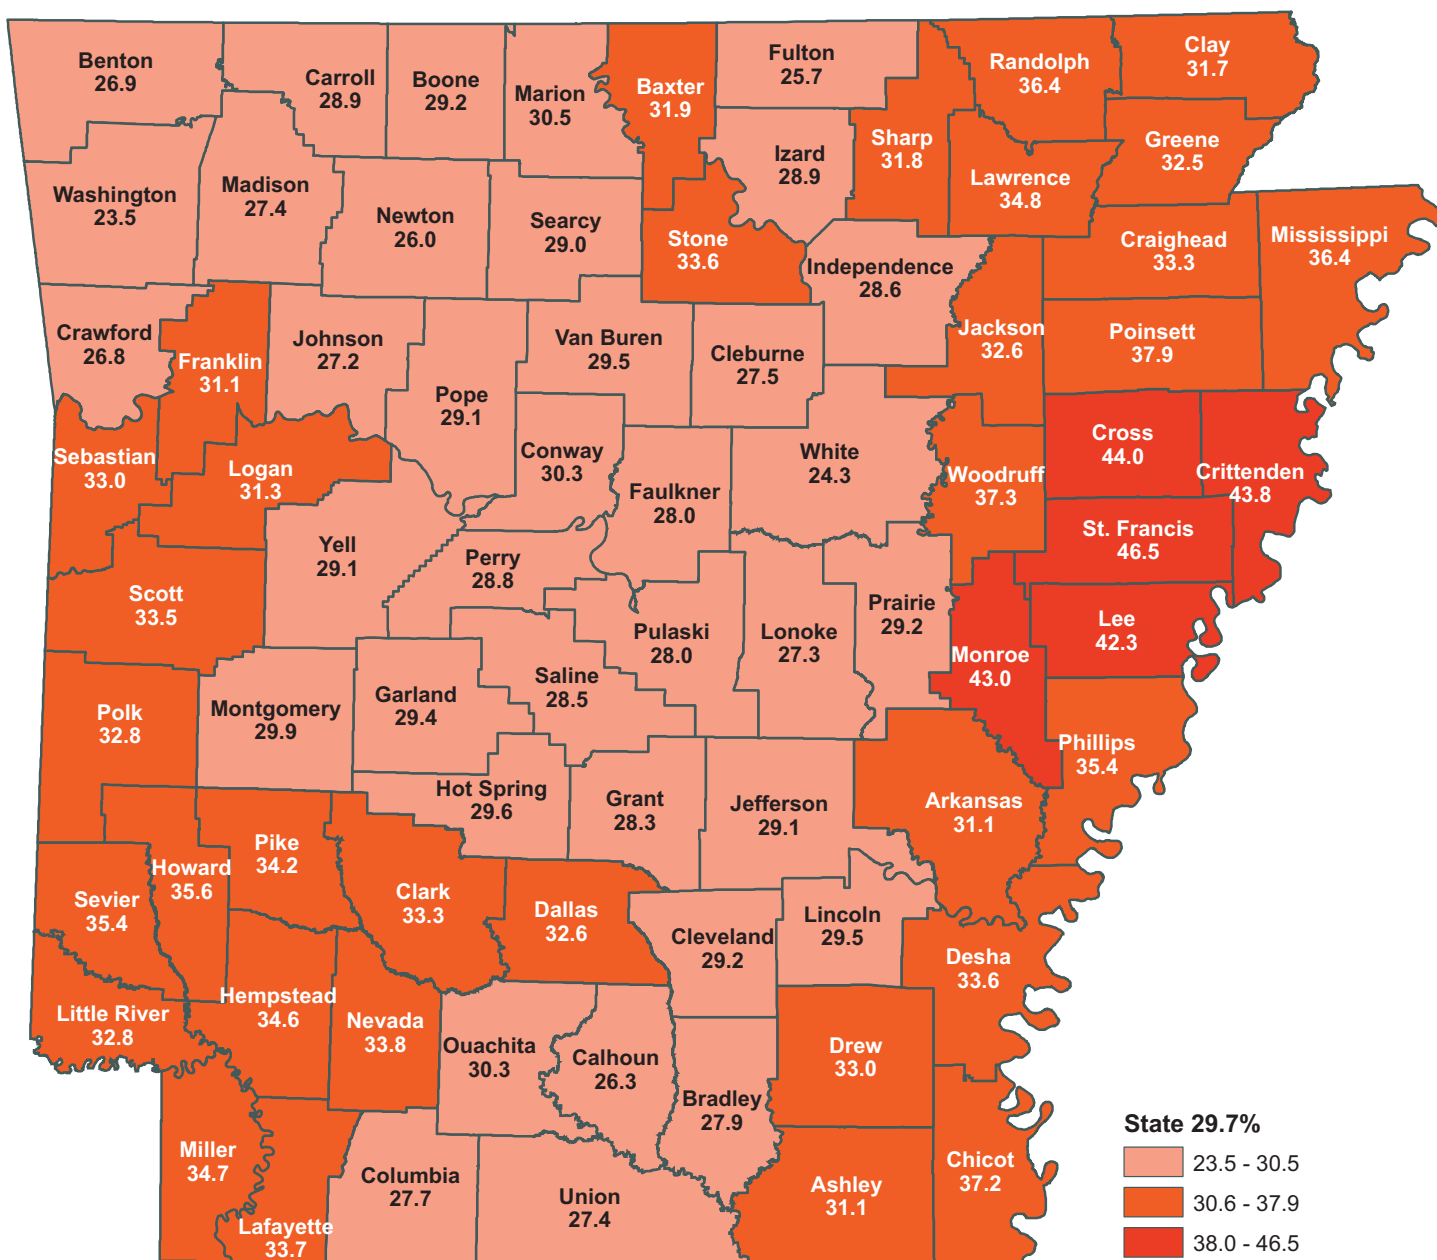 Benton
26.9
Carroll
28.9
Boone
29.2
Marion
30.5
Baxter
31.9
Fulton
25.7
Randolph
36.4
Clay
31.7
Sharp
31.8
Greene
32.5
Izard
28.9
Lawrence
34.8
Washington
23.5
Madison
27.4
Newton
26.0
Searcy
29.0
Stone
33.6
Independence
28.6
Craighead
33.3
Mississippi
36.4
Crawford
26.8
Franklin
31.1
Johnson
27.2
Pope
29.1
Van Buren
29.5
Cleburne
27.5
Jackson
32.6
Poinsett
37.9
Sebastian
33.0
Logan
31.3
Conway
30.3
Faulkner
28.0
White
24.3
Woodruff
37.3
Cross
44.0
Crittenden
43.8
St. Francis
46.5
Yell
29.1
Perry
28.8
Scott
33.5
Pulaski
28.0
Lonoke
27.3
Prairie
29.2
Monroe
43.0
Lee
42.3
Polk
32.8
Montgomery
29.9
Garland
29.4
Saline
28.5
Phillips
35.4
Hot Spring
29.6
Grant
28.3
Jefferson
29.1
Arkansas
31.1
Howard
35.6
Pike
34.2
Sevier
35.4
Clark
33.3
Dallas
32.6
Cleveland
29.2
Lincoln
29.5
Desha
33.6
Little River
32.8
Hempstead
34.6
Nevada
33.8
Ouachita
30.3
Calhoun
26.3
Bradley
27.9
Drew
33.0
Miller
34.7
Lafayette
33.7
Columbia
27.7
Union
27.4
Ashley
31.1
Chicot
37.2
State 29.7%
23.5 - 30.5
30.6 - 37.9
38.0 - 46.5